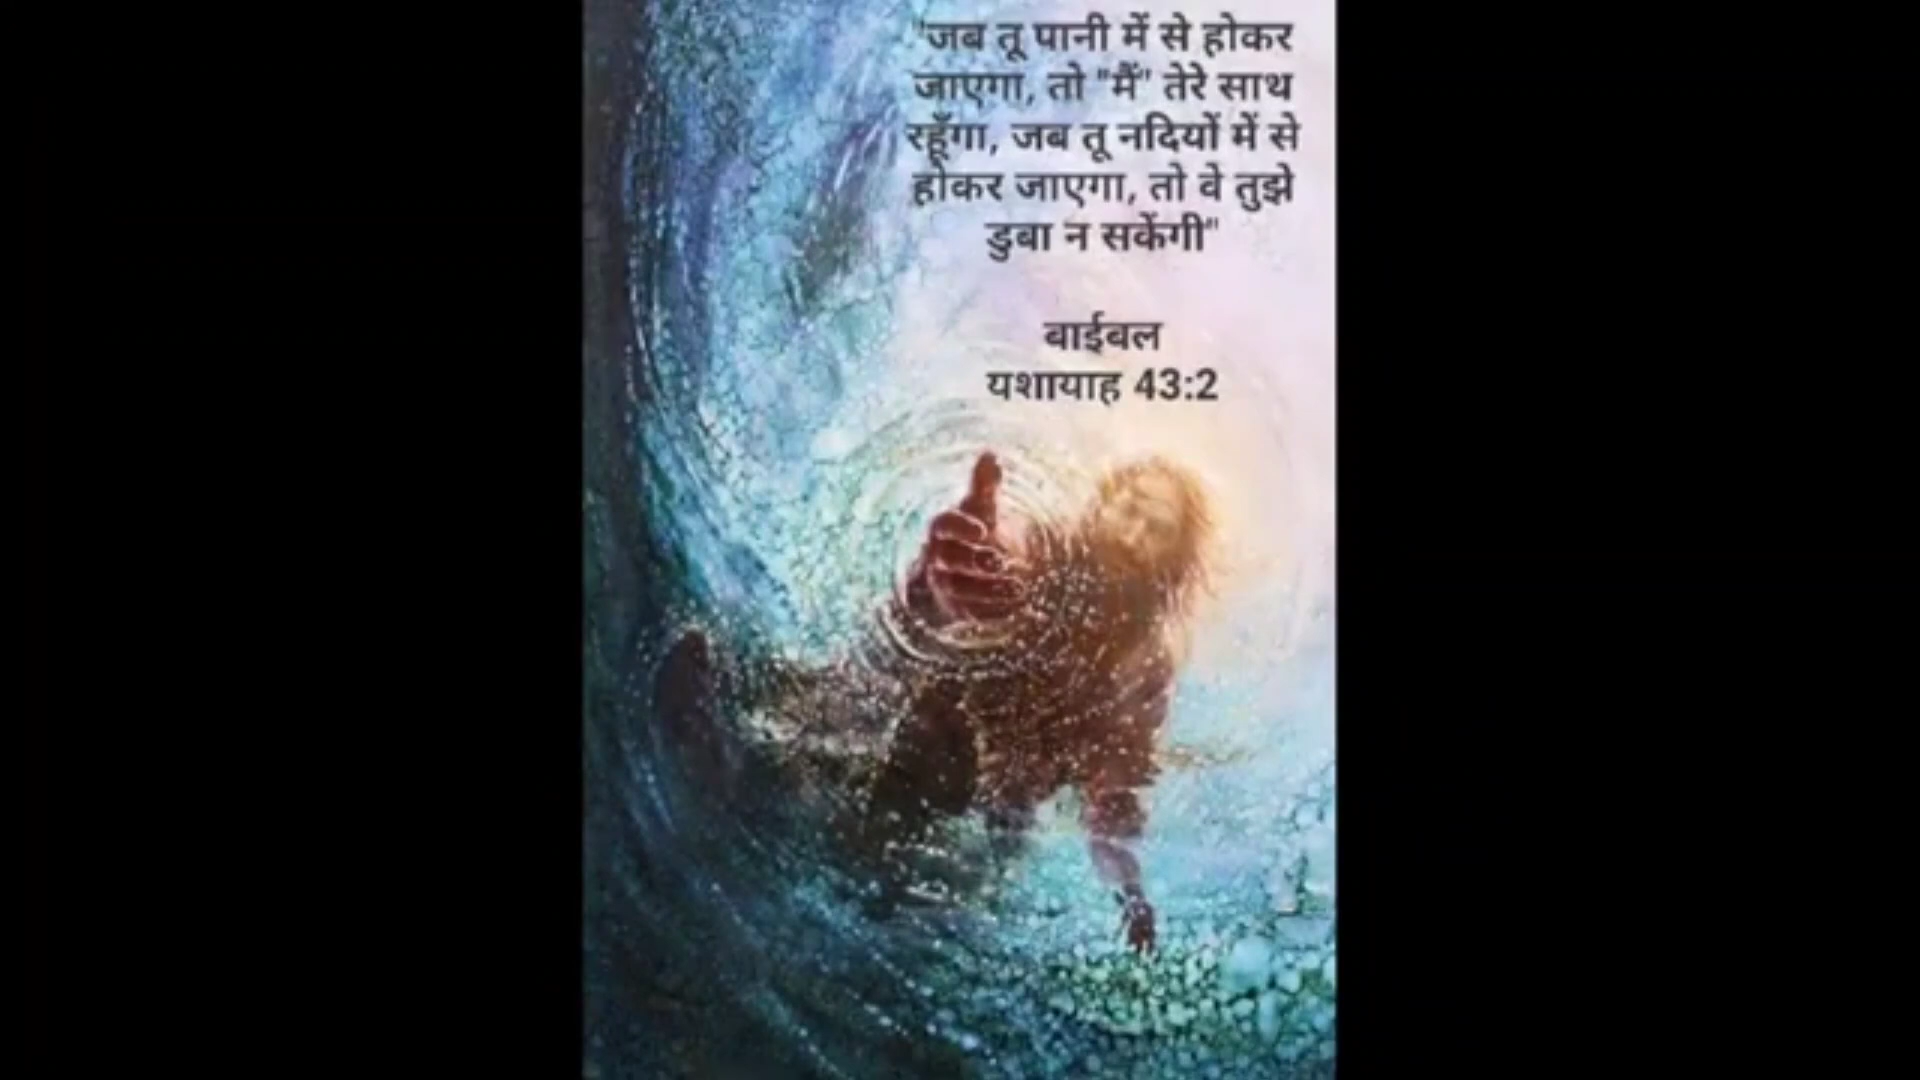 "जब तू पानी में से होकर
जाएगा, तो "मैं" तेरे साथ
रहूँगा, जब तू नदियों में से
होकर जाएगा, तो वे तुझे
डुबा न सकेंगी"
बाईबल
यशायाह 43:2